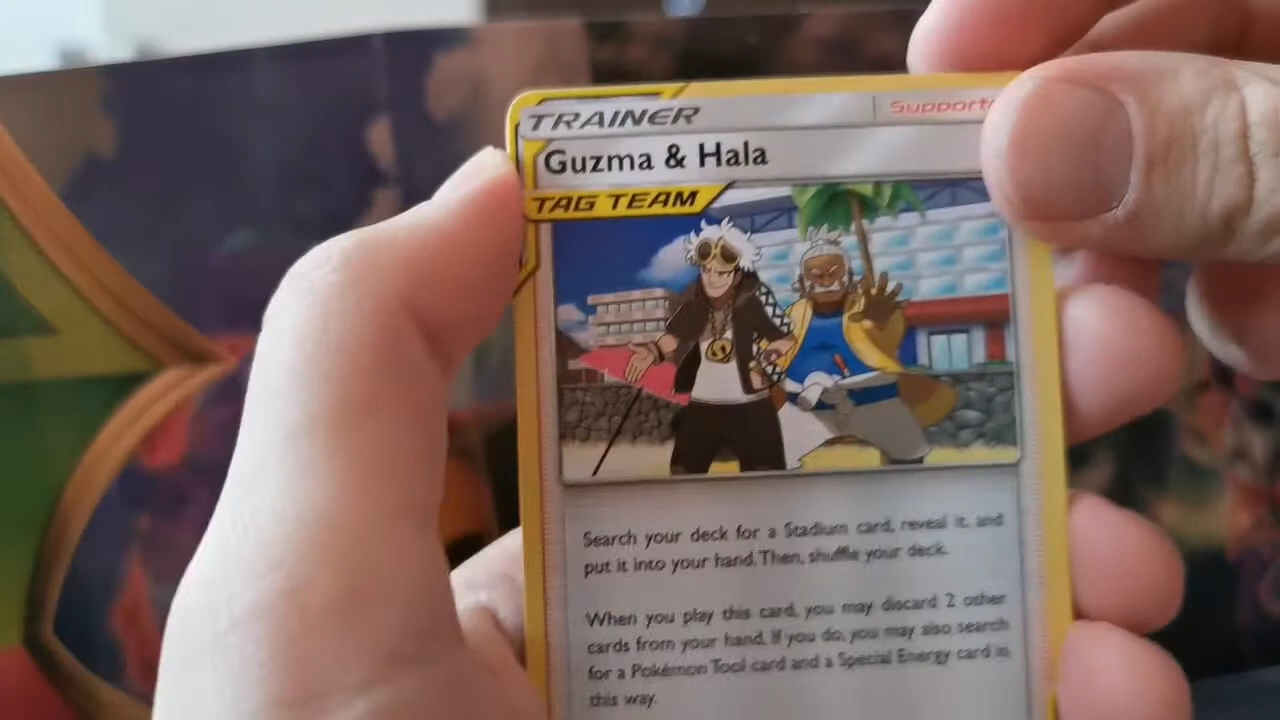 TRAINER
Support
Guzma & Hala
TAG TEAM
Search your deck for a Stadium card, reveal it, and
put it into your hand. Then, shuffle your deck.
When you play this card, you may discard 2 other
cards from your hand. If you do, you may also search
for a Pokémon Tool card and a Special Energy card in
this way.